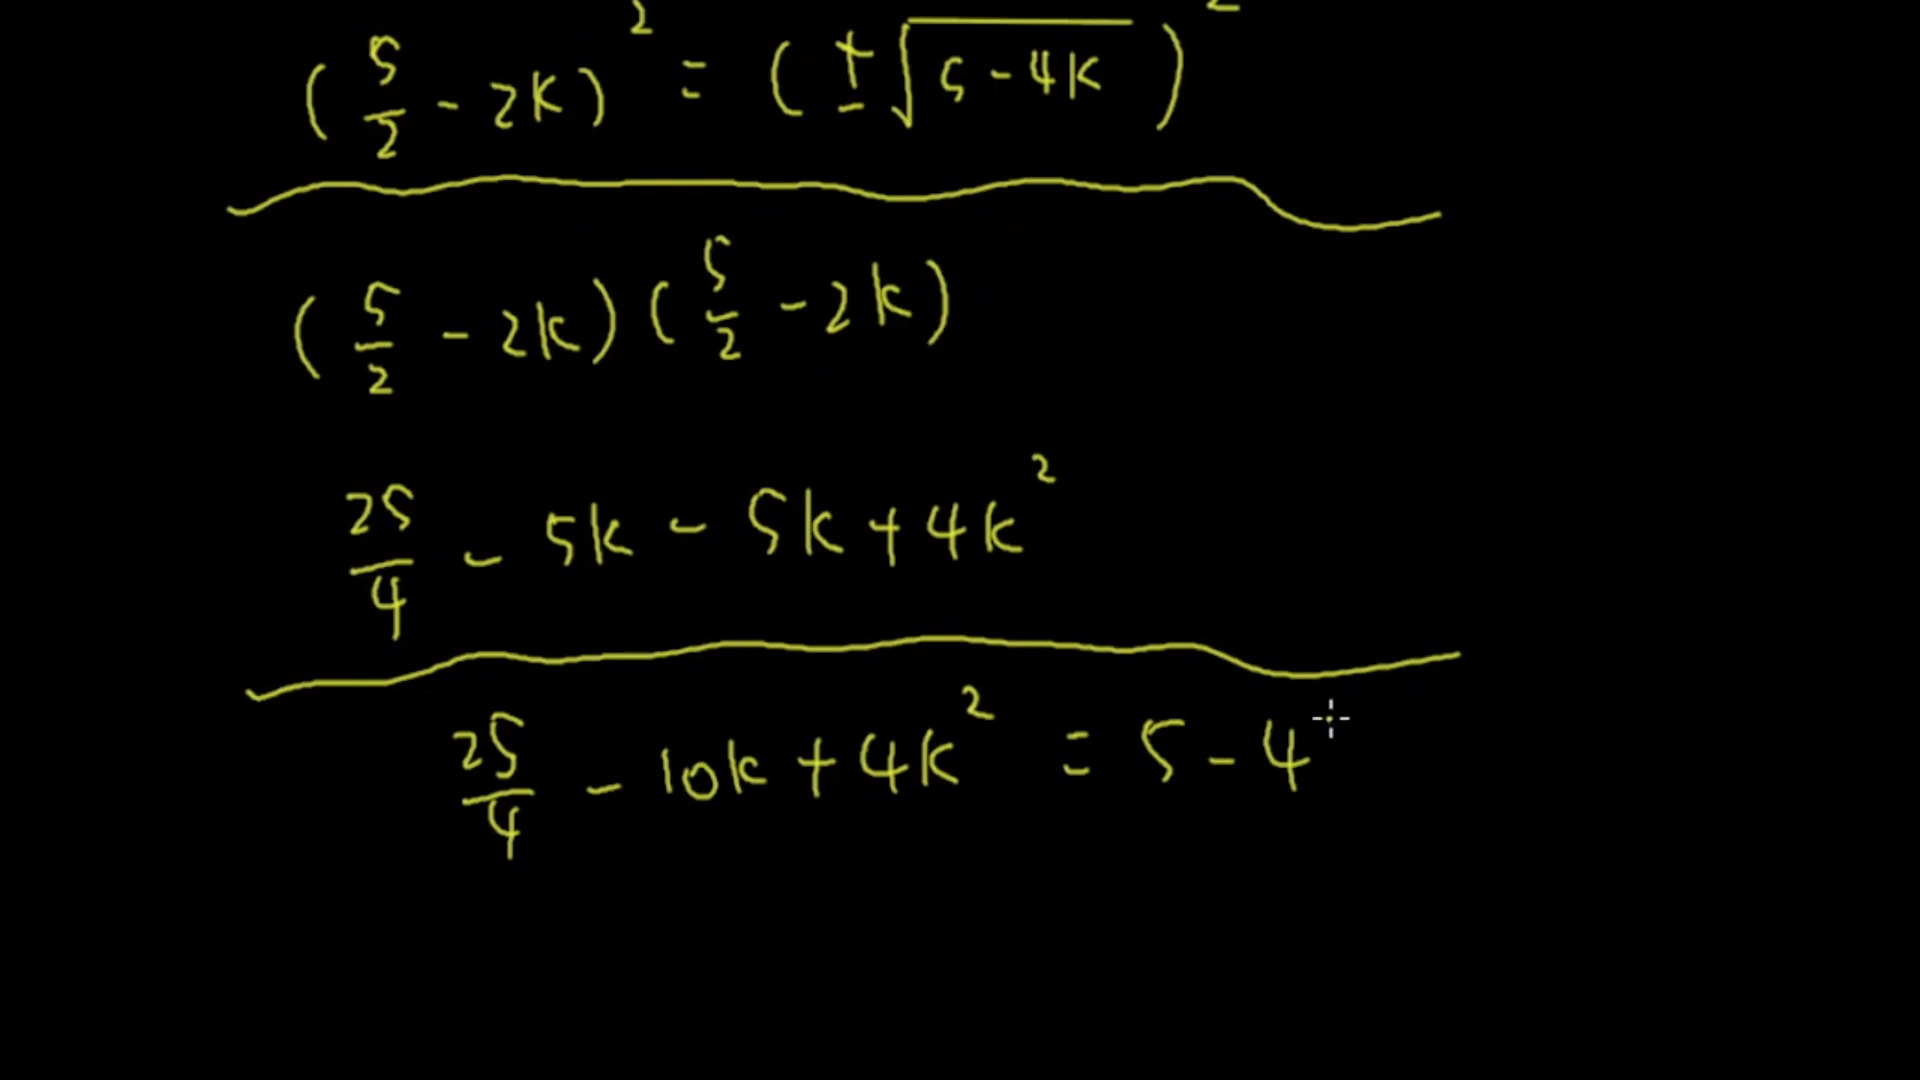 (5/2 - 2k)² = (±√(5 - 4k))²
(5/2 - 2k)(5/2 - 2k)
25/4 - 5k - 5k + 4k²
25/4 - 10k + 4k² = 5 - 4